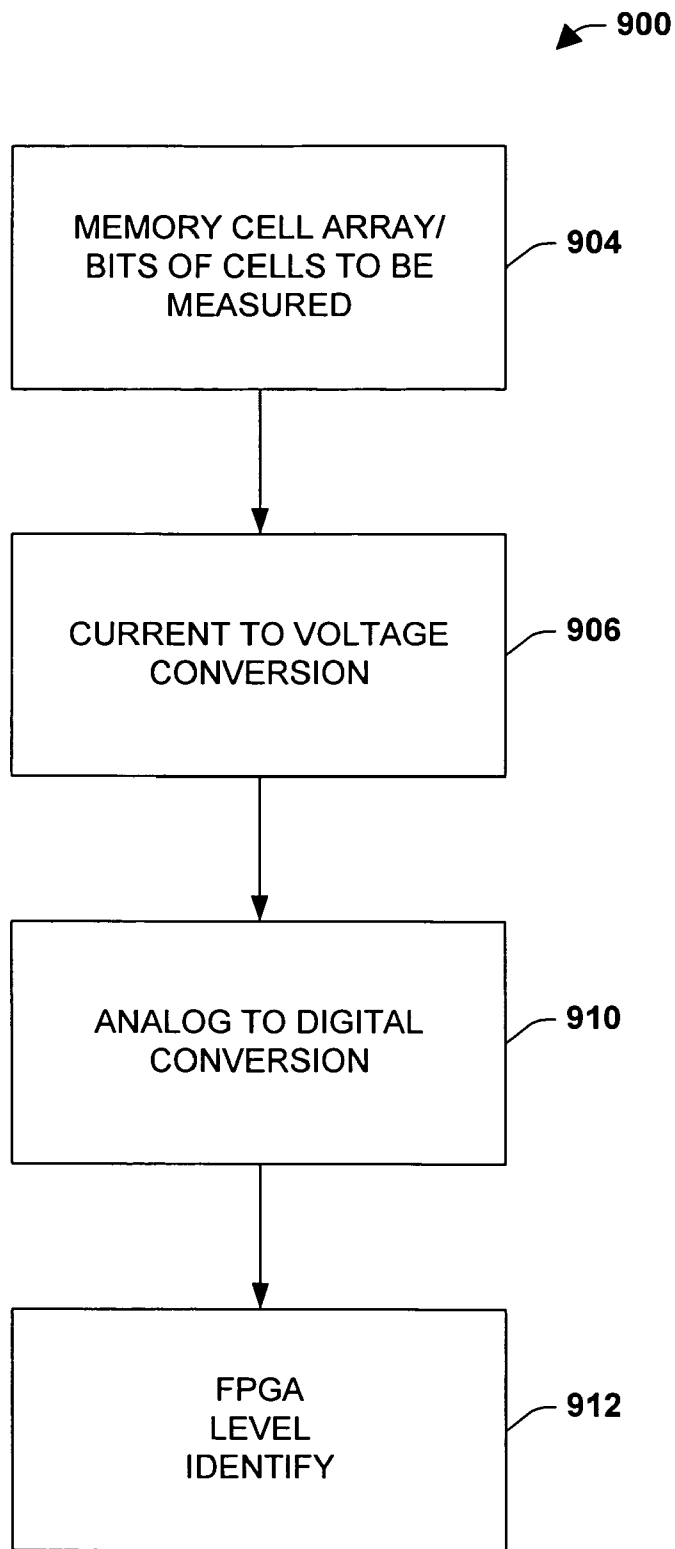 900
MEMORY CELL ARRAY/
BITS OF CELLS TO BE
MEASURED
904
CURRENT TO VOLTAGE
CONVERSION
906
ANALOG TO DIGITAL
CONVERSION
910
FPGA
LEVEL
IDENTIFY
912